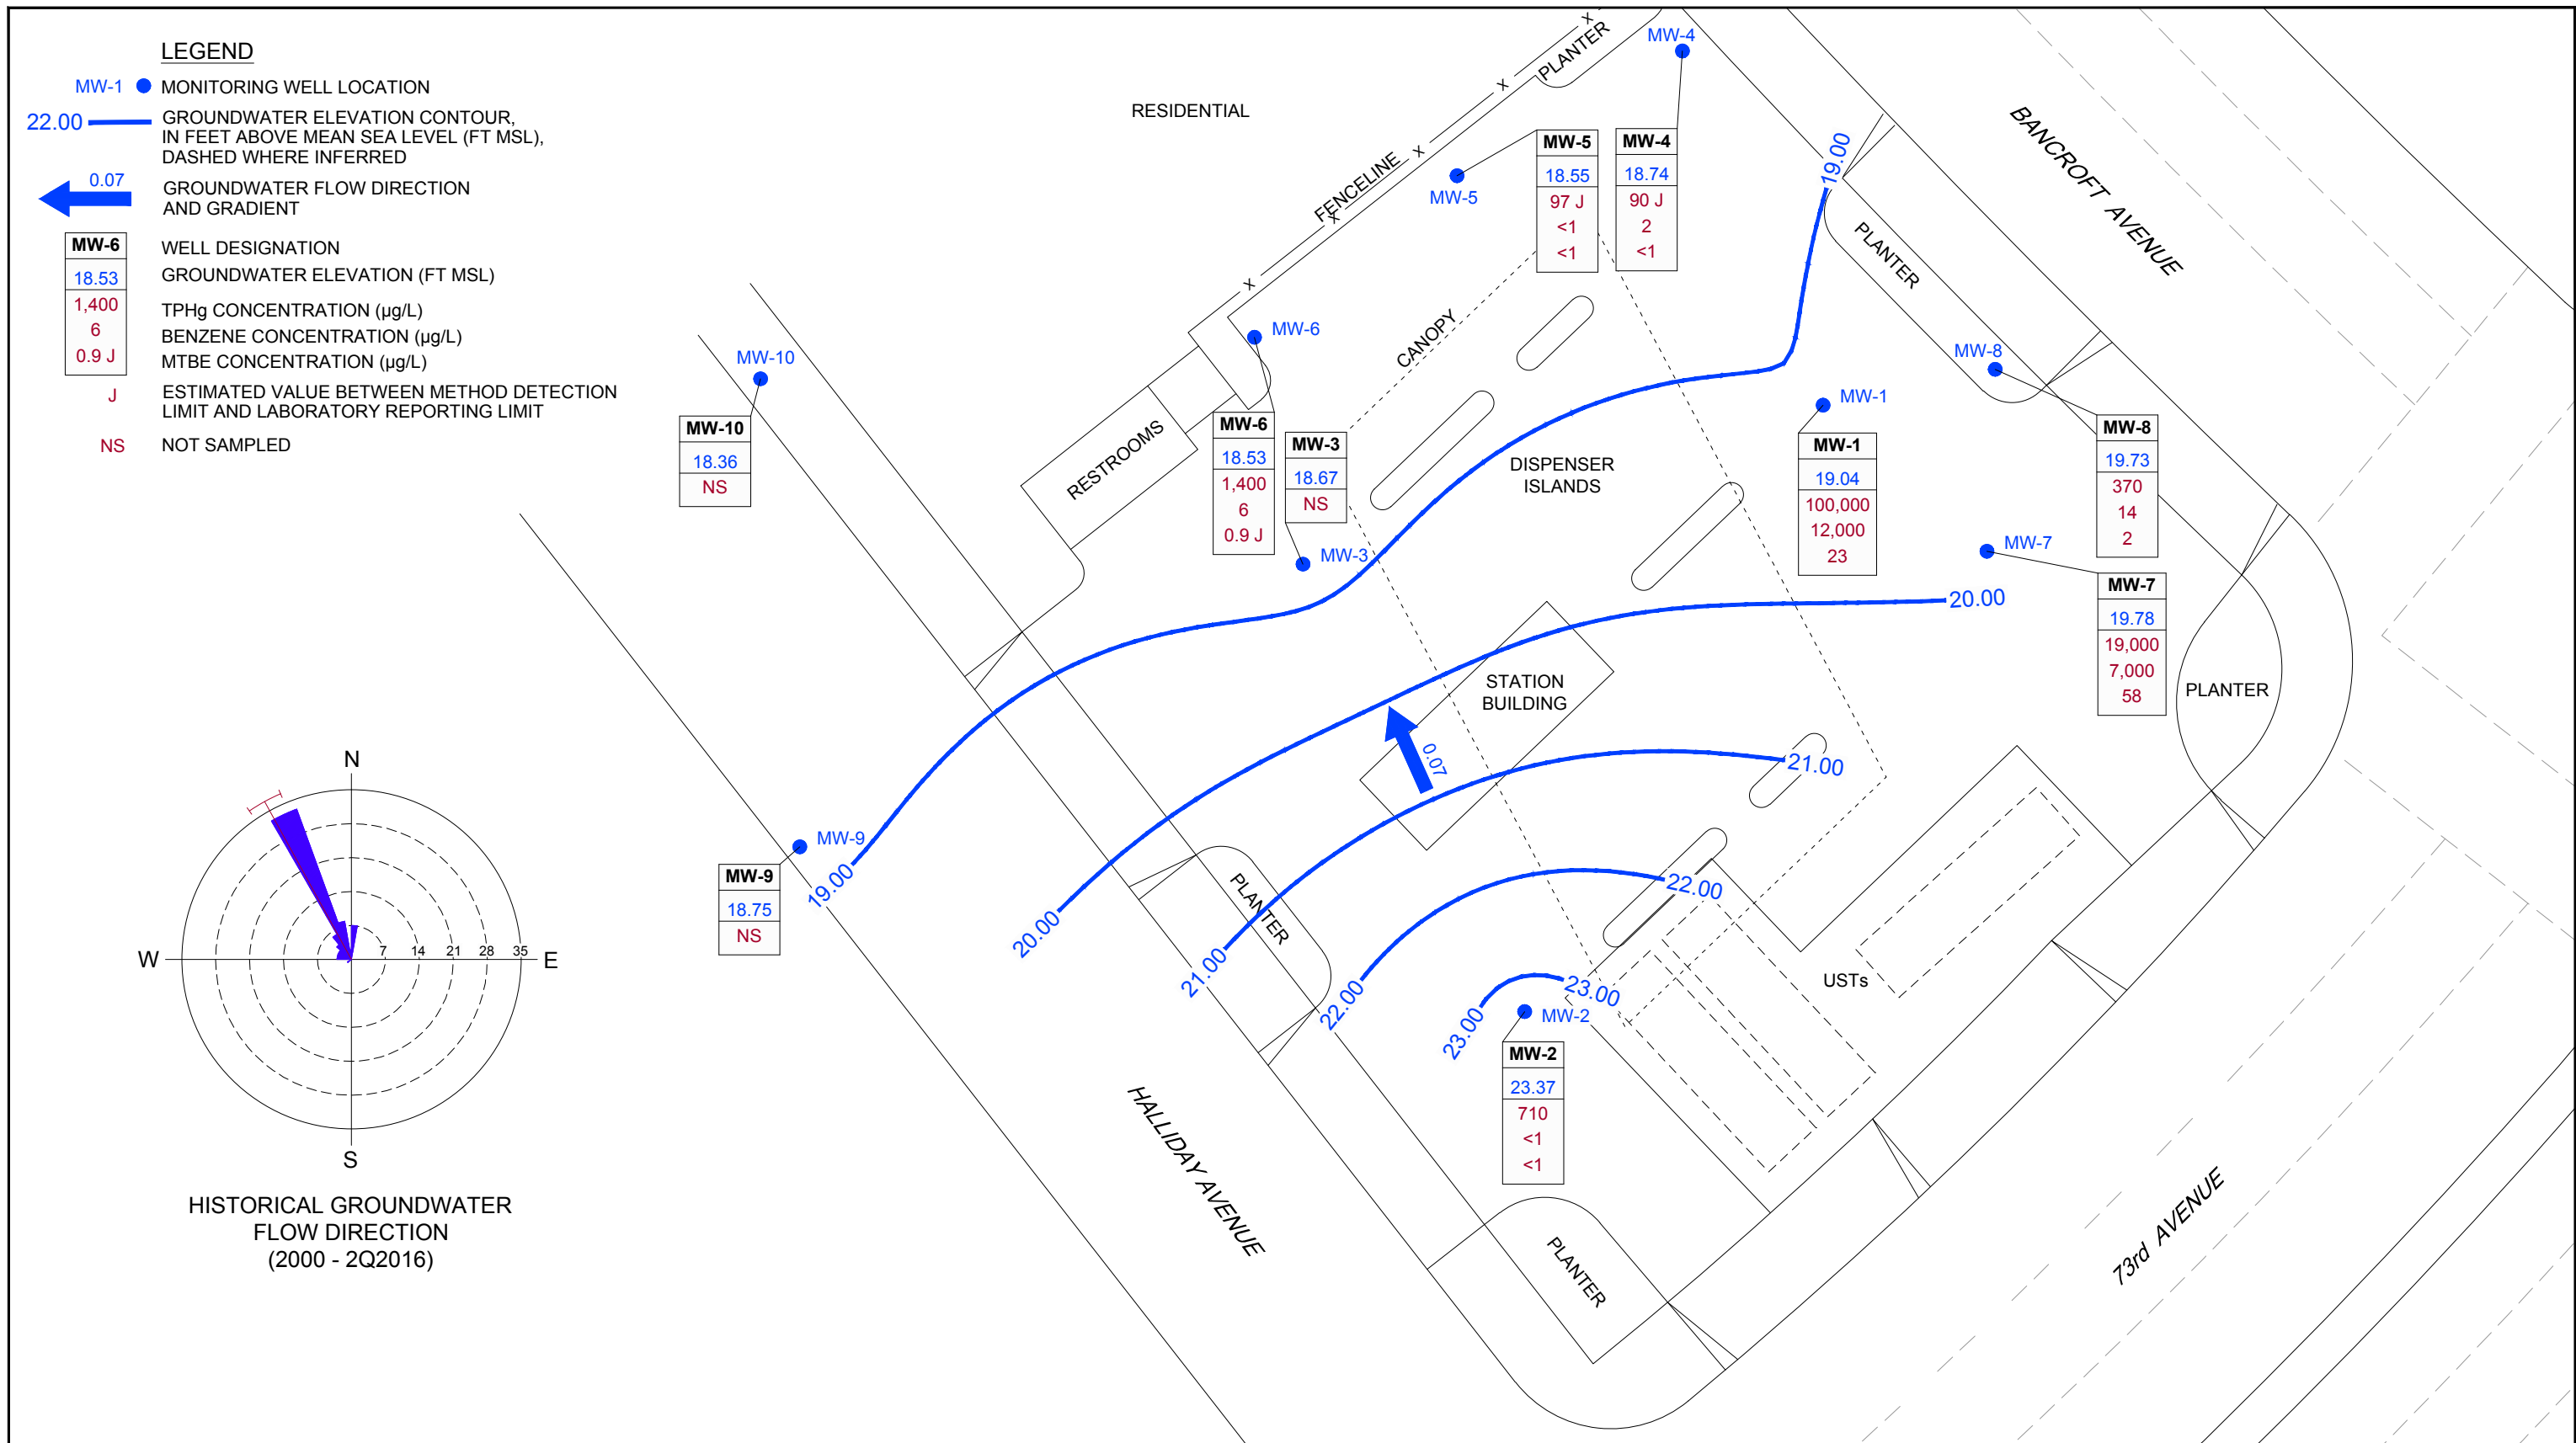 LEGEND
MW-1 MONITORING WELL LOCATION
22.00 GROUNDWATER ELEVATION CONTOUR,
IN FEET ABOVE MEAN SEA LEVEL (FT MSL),
DASHED WHERE INFERRED
0.07 GROUNDWATER FLOW DIRECTION
AND GRADIENT
MW-6 WELL DESIGNATION
18.53 GROUNDWATER ELEVATION (FT MSL)
1,400 TPHg CONCENTRATION (µg/L)
6 BENZENE CONCENTRATION (µg/L)
0.9 J MTBE CONCENTRATION (µg/L)
J ESTIMATED VALUE BETWEEN METHOD DETECTION
LIMIT AND LABORATORY REPORTING LIMIT
NS NOT SAMPLED
RESIDENTIAL
FENCELINE
x
x
x
x
x
PLANTER
MW-4
MW-4
18.74
90 J
2
<1
MW-5
MW-5
18.55
97 J
<1
<1
BANCROFT AVENUE
19.00
PLANTER
CANOPY
MW-6
MW-6
18.53
1,400
6
0.9 J
MW-10
MW-10
18.36
NS
RESTROOMS
MW-3
18.67
NS
MW-3
DISPENSER
ISLANDS
MW-1
MW-1
19.04
100,000
12,000
23
MW-8
MW-8
19.73
370
14
2
MW-7
MW-7
19.78
19,000
7,000
58
PLANTER
20.00
STATION
BUILDING
0.07
21.00
22.00
23.00
MW-9
MW-9
18.75
NS
19.00
20.00
21.00
22.00
23.00
PLANTER
MW-2
MW-2
23.37
710
<1
<1
USTs
HALLIDAY AVENUE
PLANTER
73rd AVENUE
N
W
E
S
7 14 21 28 35
HISTORICAL GROUNDWATER
FLOW DIRECTION
(2000 - 2Q2016)